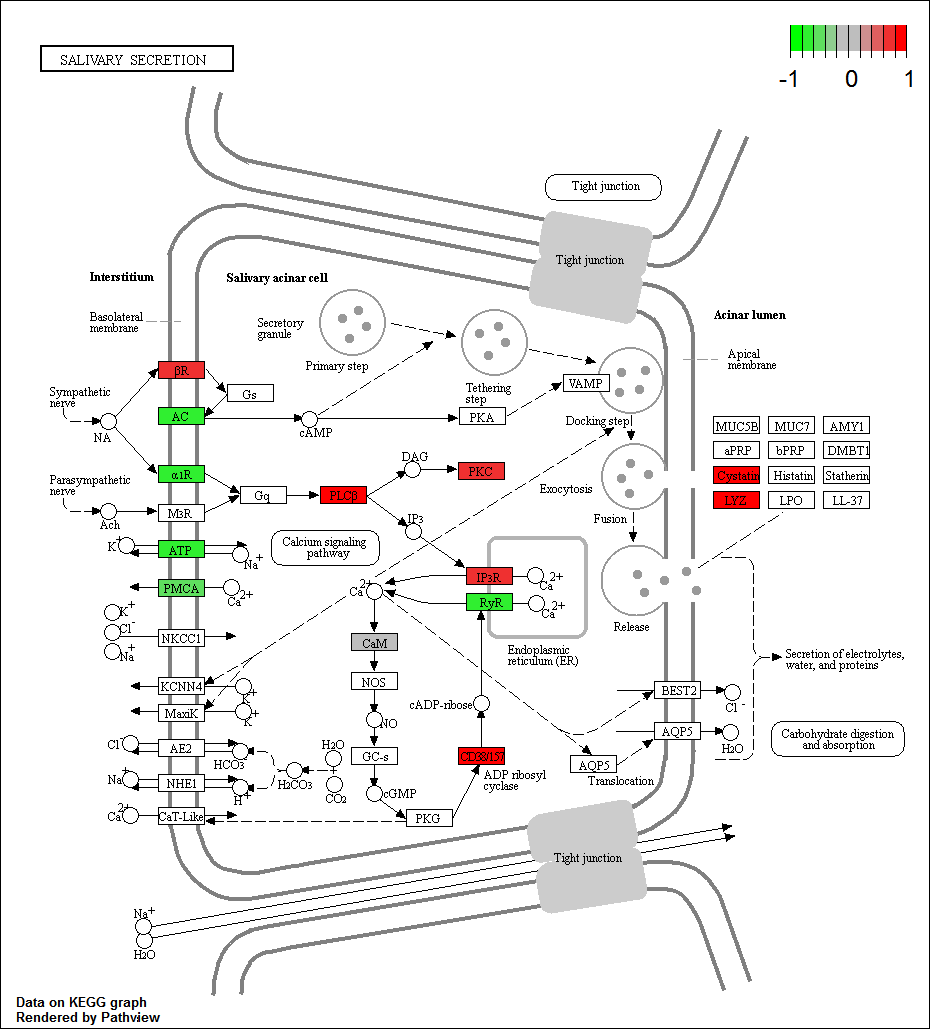 SALIVARY SECRETION
-1 0 1
Tight junction
Tight junction
Interstitium
Salivary acinar cell
Acinar lumen
Basolateral
membrane
Secretory
granule
Primary step
Tethering
step
Apical
membrane
Sympathetic
nerve
NA
βR
Gs
AC
cAMP
PKA
VAMP
Docking step
MUC5B MUC7 AMY1
aPRP bPRP DMBT1
Cystatin Histatin Statherin
LYZ LPO LL-37
α1R
DAG
PKC
Exocytosis
Parasympathetic
nerve
Ach
M3R
Gq
PLCβ
IP3
Fusion
Calcium signaling
pathway
K+
ATP
Na+
IP3R
Ca2+
PMCA
Ca2+
Ca2+
RyR
Ca2+
Release
K+
Cl-
Na+
NKCC1
CaM
Endoplasmic
reticulum (ER)
Secretion of electrolytes,
water, and proteins
KCNN4
K+
NOS
BEST2
Cl-
MaxiK
K+
NO
cADP-ribose
AQP5
H2O
Carbohydrate digestion
and absorption
Cl-
AE2
HCO3-
H2O
GC-s
CD38/157
ADP ribosyl
cyclase
AQP5
Translocation
Na+
NHE1
H+
H2CO3
CO2
cGMP
Ca2+
CaT-Like
PKG
Tight junction
Na+
H2O
Data on KEGG graph
Rendered by Pathview